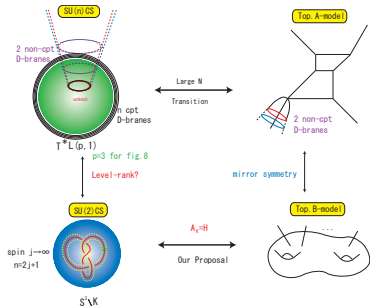 SU(n)CS
2 non-cpt
D-branes
n cpt
D-branes
T*L(p,1)
p=3 for fig.8
Level-rank?
SU(2)CS
spin j→∞
n=2j+1
S³\K
Large N
Transition
Top. A-model
2 non-cpt
D-branes
mirror symmetry
Top. B-model
Our Proposal